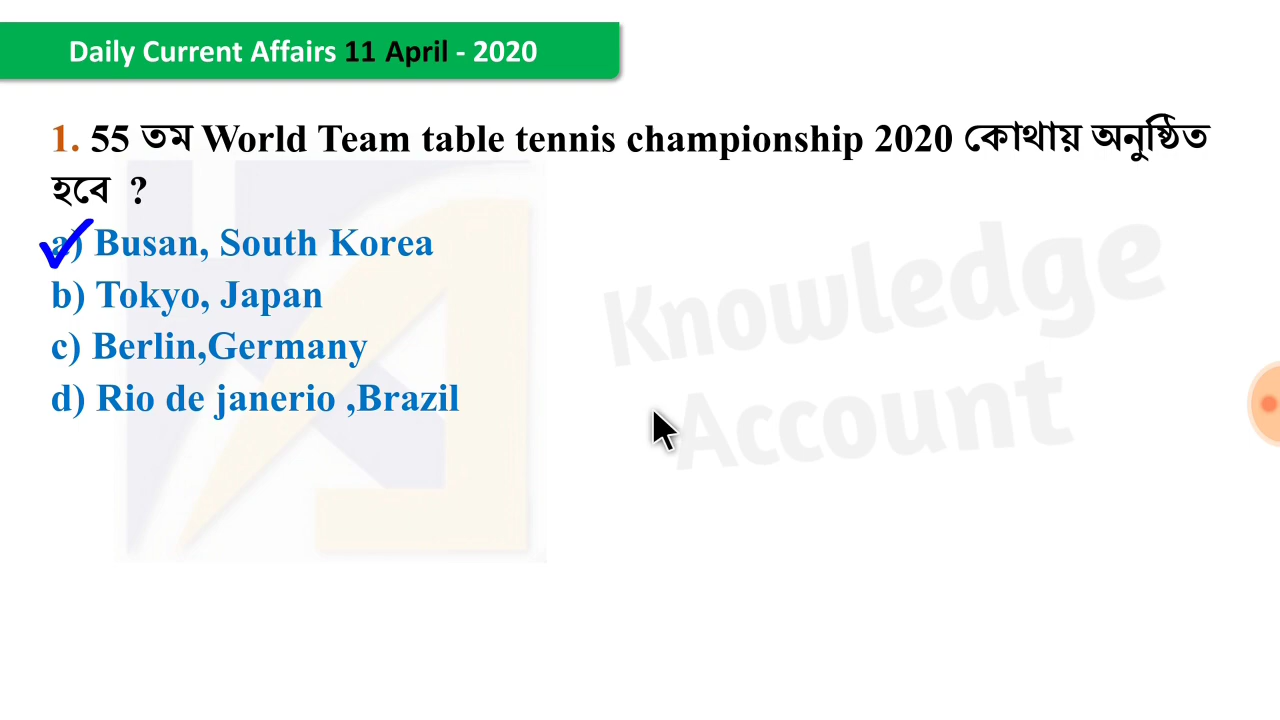 Daily Current Affairs 11 April - 2020
1. 55 তম World Team table tennis championship 2020 কোথায় অনুষ্ঠিত
হবে ?
a) Busan, South Korea
b) Tokyo, Japan
c) Berlin,Germany
d) Rio de janerio ,Brazil
Knowledge
Account